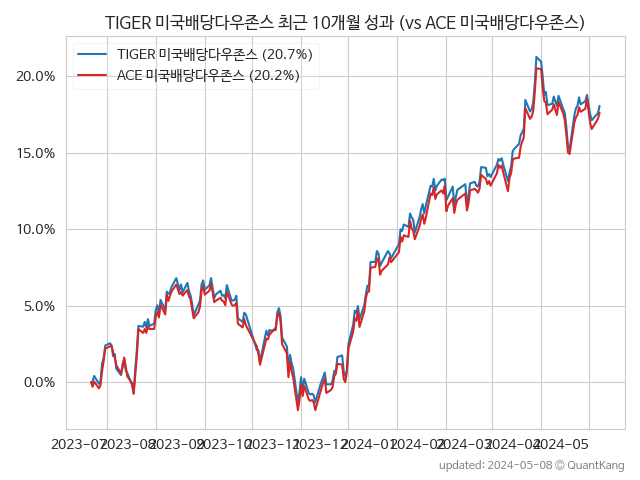 TIGER 미국배당다우존스 최근 10개월 성과 (vs ACE 미국배당다우존스)
TIGER 미국배당다우존스 (20.7%)
ACE 미국배당다우존스 (20.2%)
20.0%
15.0%
10.0%
5.0%
0.0%
2023-07 2023-08 2023-09 2023-10 2023-11 2023-12 2024-01 2024-02 2024-03 2024-04 2024-05
updated: 2024-05-08 © QuantKang